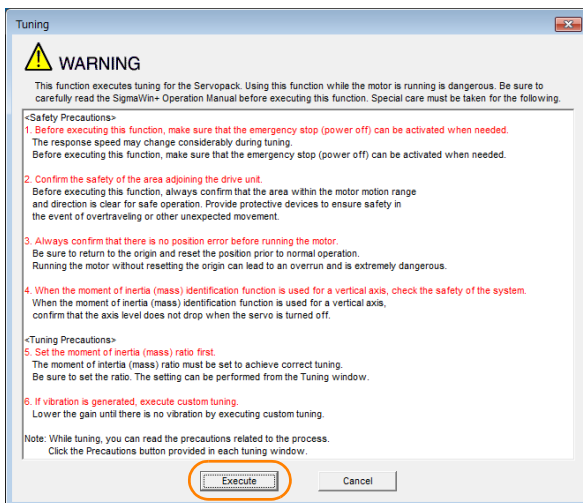 Tuning
WARNING
This function executes tuning for the Servopack. Using this function while the motor is running is dangerous. Be sure to
carefully read the SigmaWin+ Operation Manual before executing this function. Special care must be taken for the following.
<Safety Precautions>
1. Before executing this function, make sure that the emergency stop (power off) can be activated when needed.
The response speed may change considerably during tuning.
Before executing this function, make sure that the emergency stop (power off) can be activated when needed.
2. Confirm the safety of the area adjoining the drive unit.
Before executing this function, always confirm that the area within the motor motion range
and direction is clear for safe operation. Provide protective devices to ensure safety in
the event of overtraveling or other unexpected movement.
3. Always confirm that there is no position error before running the motor.
Be sure to return to the origin and reset the position prior to normal operation.
Running the motor without resetting the origin can lead to an overrun and is extremely dangerous.
4. When the moment of inertia (mass) identification function is used for a vertical axis, check the safety of the system.
When the moment of inertia (mass) identification function is used for a vertical axis,
confirm that the axis level does not drop when the servo is turned off.
<Tuning Precautions>
5. Set the moment of inertia (mass) ratio first.
The moment of intertia (mass) ratio must be set to achieve correct tuning.
Be sure to set the ratio. The setting can be performed from the Tuning window.
6. If vibration is generated, execute custom tuning.
Lower the gain until there is no vibration by executing custom tuning.
Note: While tuning, you can read the precautions related to the process.
Click the Precautions button provided in each tuning window.
Execute
Cancel